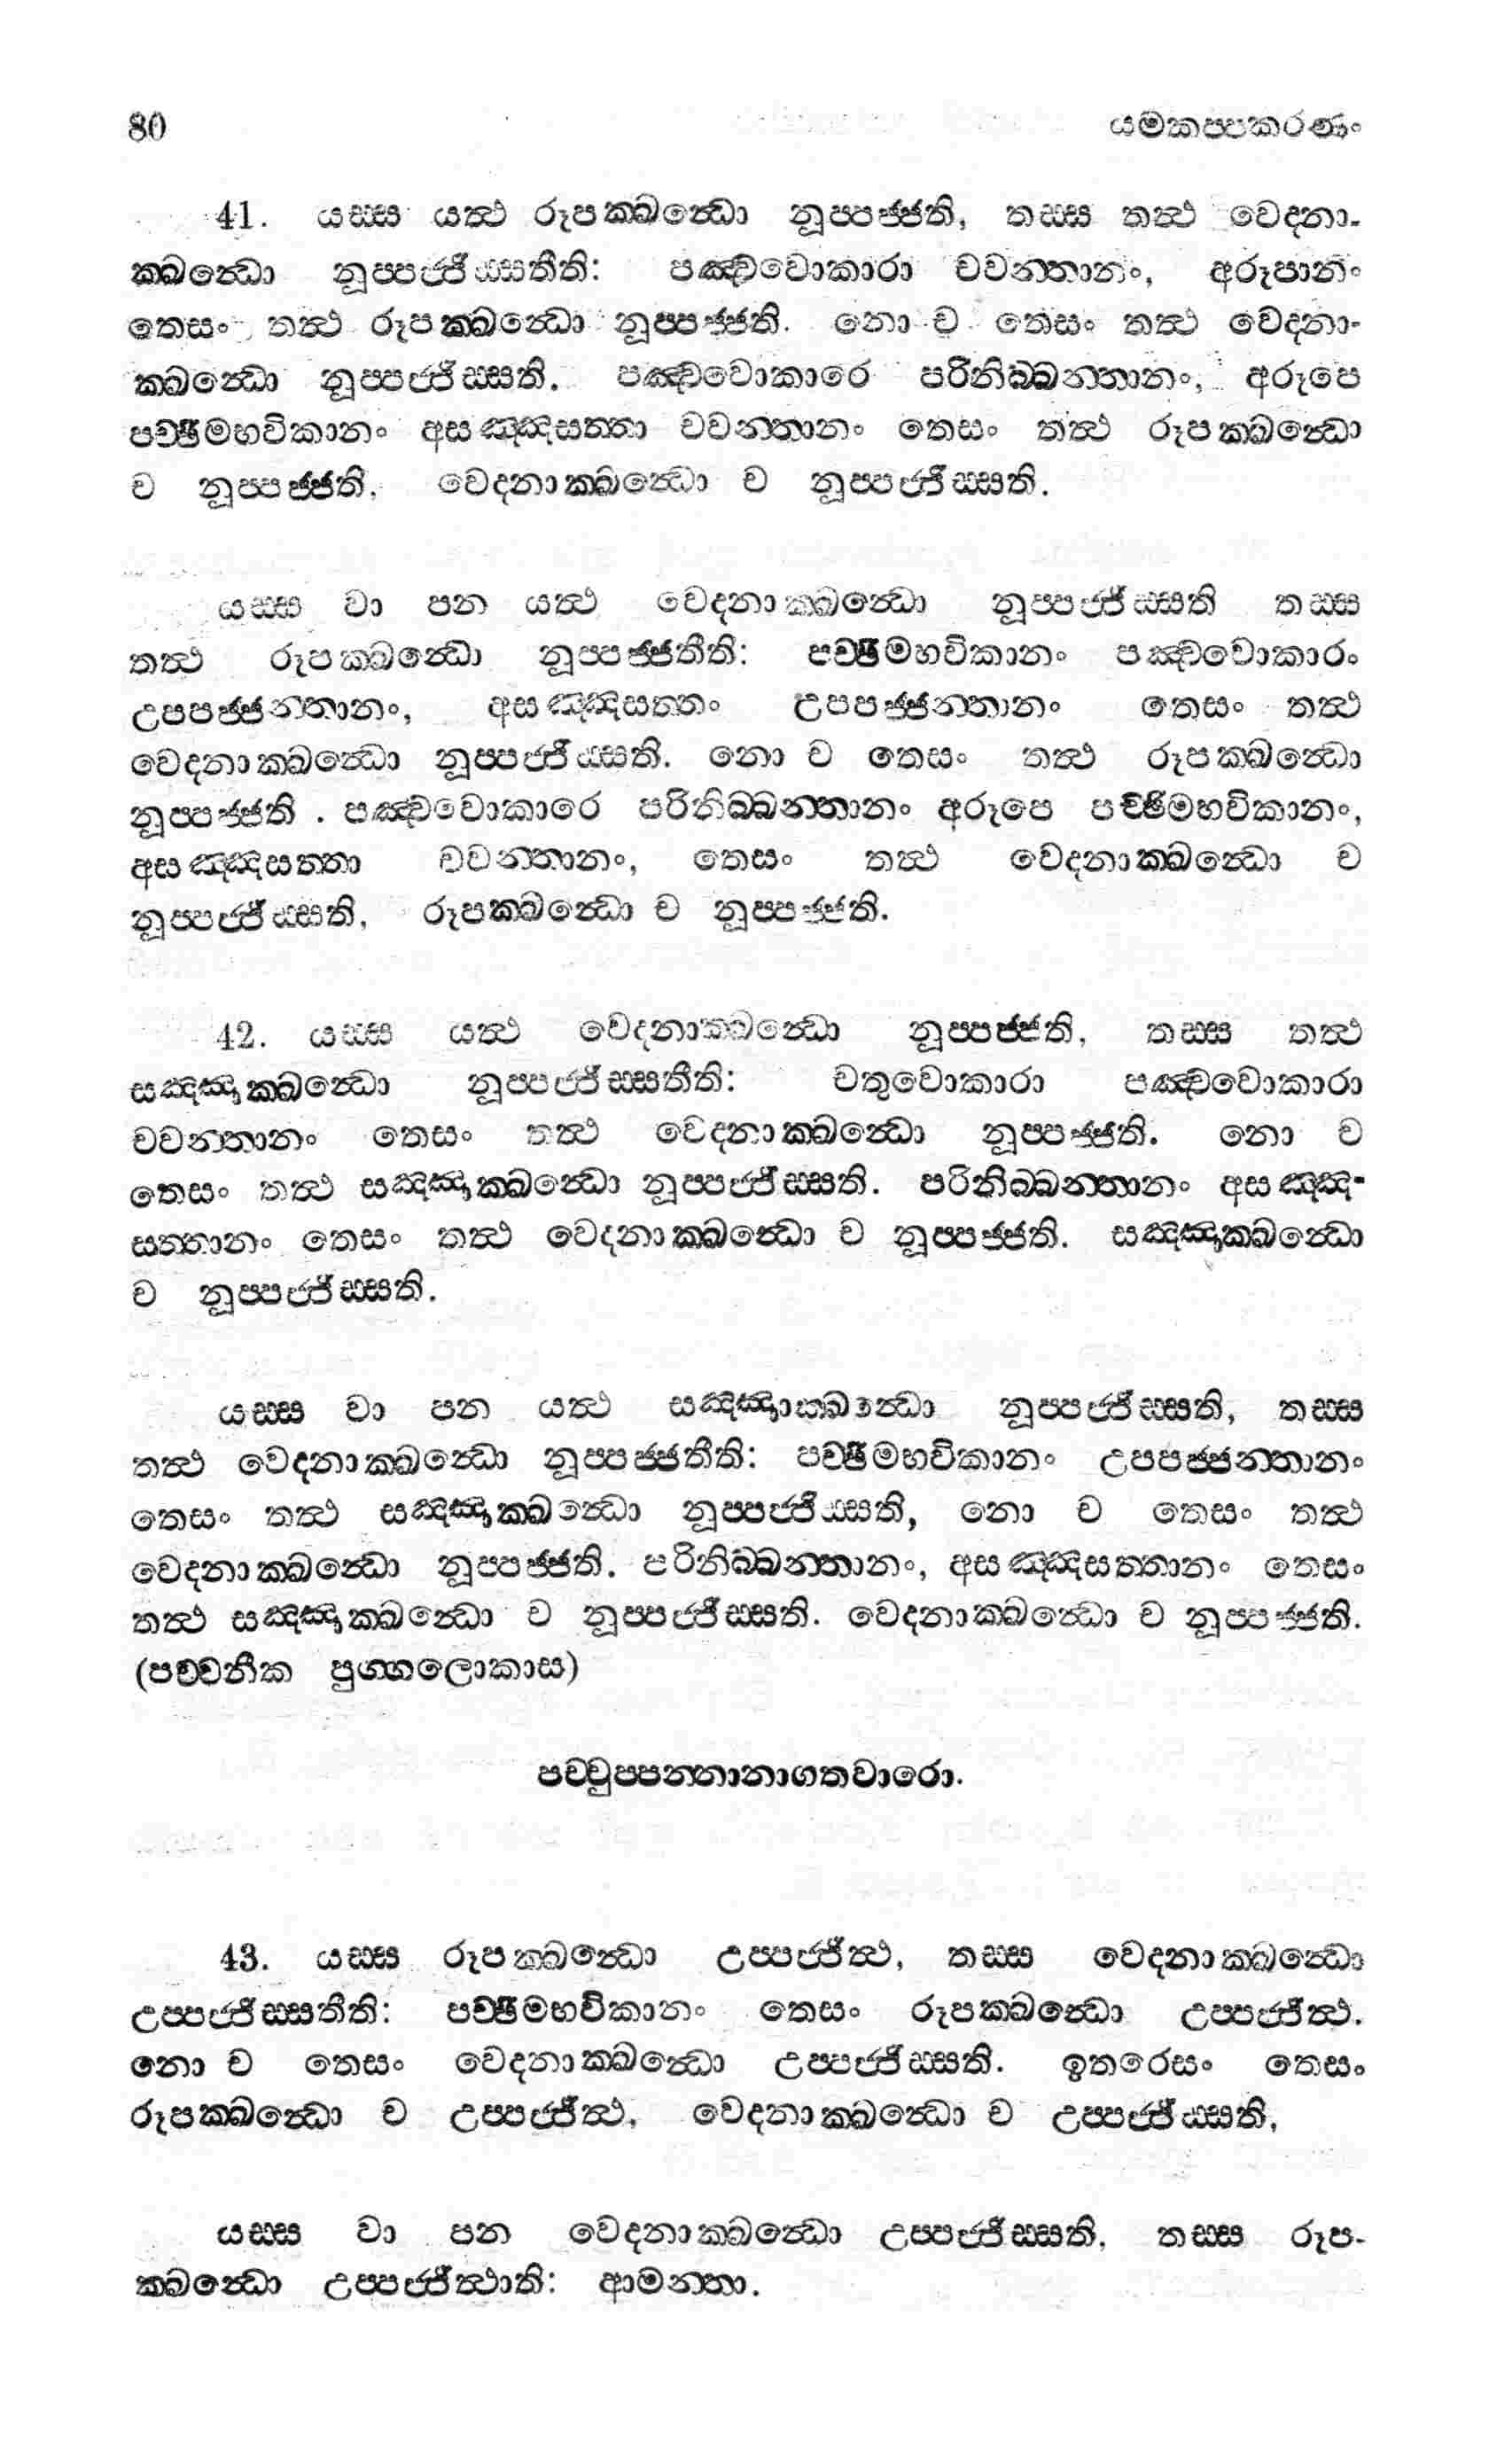 80 යමකප්පකරණං
41. යස්ස යත්ථ රූපක්ඛන්ධො නූප්පජ්ජති, තස්ස තත්ථ වෙදනා-
ක්ඛන්ධො නූප්පජ්ජිස්සතීති: පඤ්චවොකාරා චවන්තානං, අරූපානං
තෙසං තත්ථ රූපක්ඛන්ධො නූප්පජ්ජති. නො ච තෙසං තත්ථ වෙදනා-
ක්ඛන්ධො නූප්පජ්ජිස්සති. පඤ්චවොකාරෙ පරිනිබ්බන්තානං, අරූපෙ
පච්ඡිමභවිකානං අසඤ්ඤසත්තා චවන්තානං තෙසං තත්ථ රූපක්ඛන්ධො
ච නූප්පජ්ජති, වෙදනාක්ඛන්ධො ච නූප්පජ්ජිස්සති.
යස්ස වා පන යත්ථ වෙදනාක්ඛන්ධො නූප්පජ්ජිස්සති තස්ස
තත්ථ රූපක්ඛන්ධො නූප්පජ්ජතීති: පච්ඡිමභවිකානං පඤ්චවොකාරං
උපපජ්ජන්තානං, අසඤ්ඤසත්තං උපපජ්ජන්තානං තෙසං තත්ථ
වෙදනාක්ඛන්ධො නූප්පජ්ජිස්සති. නො ච තෙසං තත්ථ රූපක්ඛන්ධො
නූප්පජ්ජති. පඤ්චවොකාරෙ පරිනිබ්බන්තානං අරූපෙ පච්ඡිමභවිකානං,
අසඤ්ඤසත්තා චවන්තානං, තෙසං තත්ථ වෙදනාක්ඛන්ධො ච
නූප්පජ්ජිස්සති, රූපක්ඛන්ධො ච නූප්පජ්ජති.
42. යස්ස යත්ථ වෙදනාක්ඛන්ධො නූප්පජ්ජති, තස්ස තත්ථ
සඤ්ඤක්ඛන්ධො නූප්පජ්ජිස්සතීති: චතුවොකාරා පඤ්චවොකාරා
චවන්තානං තෙසං තත්ථ වෙදනාක්ඛන්ධො නූප්පජ්ජති. නො ච
තෙසං තත්ථ සඤ්ඤක්ඛන්ධො නූප්පජ්ජිස්සති. පරිනිබ්බන්තානං අසඤ්ඤ-
සත්තානං තෙසං තත්ථ වෙදනාක්ඛන්ධො ච නූප්පජ්ජති. සඤ්ඤක්ඛන්ධො
ච නූප්පජ්ජිස්සති.
යස්ස වා පන යත්ථ සඤ්ඤාක්ඛන්ධො නූප්පජ්ජිස්සති, තස්ස
තත්ථ වෙදනාක්ඛන්ධො නූප්පජ්ජතීති: පච්ඡිමභවිකානං උපපජ්ජන්තානං
තෙසං තත්ථ සඤ්ඤක්ඛන්ධො නූප්පජ්ජිස්සති, නො ච තෙසං තත්ථ
වෙදනාක්ඛන්ධො නූප්පජ්ජති. පරිනිබ්බන්තානං, අසඤ්ඤසත්තානං තෙසං
තත්ථ සඤ්ඤක්ඛන්ධො ච නූප්පජ්ජිස්සති. වෙදනාක්ඛන්ධො ච නූප්පජ්ජති.
(පච්චනීක පුග්ගලොකාස)
පච්චුප්පන්නානාගතවාරො.
43. යස්ස රූපක්ඛන්ධො උප්පජ්ජිත්ථ, තස්ස වෙදනාක්ඛන්ධො
උප්පජ්ජිස්සතීති: පච්ඡිමභවිකානං තෙසං රූපක්ඛන්ධො උප්පජ්ජිත්ථ.
නො ච තෙසං වෙදනාක්ඛන්ධො උප්පජ්ජිස්සති. ඉතරෙසං තෙසං
රූපක්ඛන්ධො ච උප්පජ්ජිත්ථ, වෙදනාක්ඛන්ධො ච උප්පජ්ජිස්සති,
යස්ස වා පන වෙදනාක්ඛන්ධො උප්පජ්ජිස්සති, තස්ස රූප-
ක්ඛන්ධො උප්පජ්ජිත්ථාති: ආමන්තා.